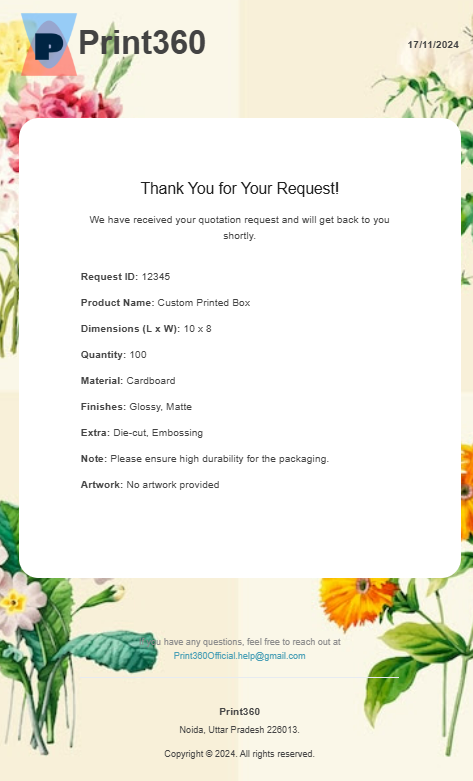 P Print360
17/11/2024
Thank You for Your Request!
We have received your quotation request and will get back to you
shortly.
Request ID: 12345
Product Name: Custom Printed Box
Dimensions (L x W): 10 x 8
Quantity: 100
Material: Cardboard
Finishes: Glossy, Matte
Extra: Die-cut, Embossing
Note: Please ensure high durability for the packaging.
Artwork: No artwork provided
If you have any questions, feel free to reach out at
Print360Official.help@gmail.com
Print360
Noida, Uttar Pradesh 226013.
Copyright © 2024. All rights reserved.